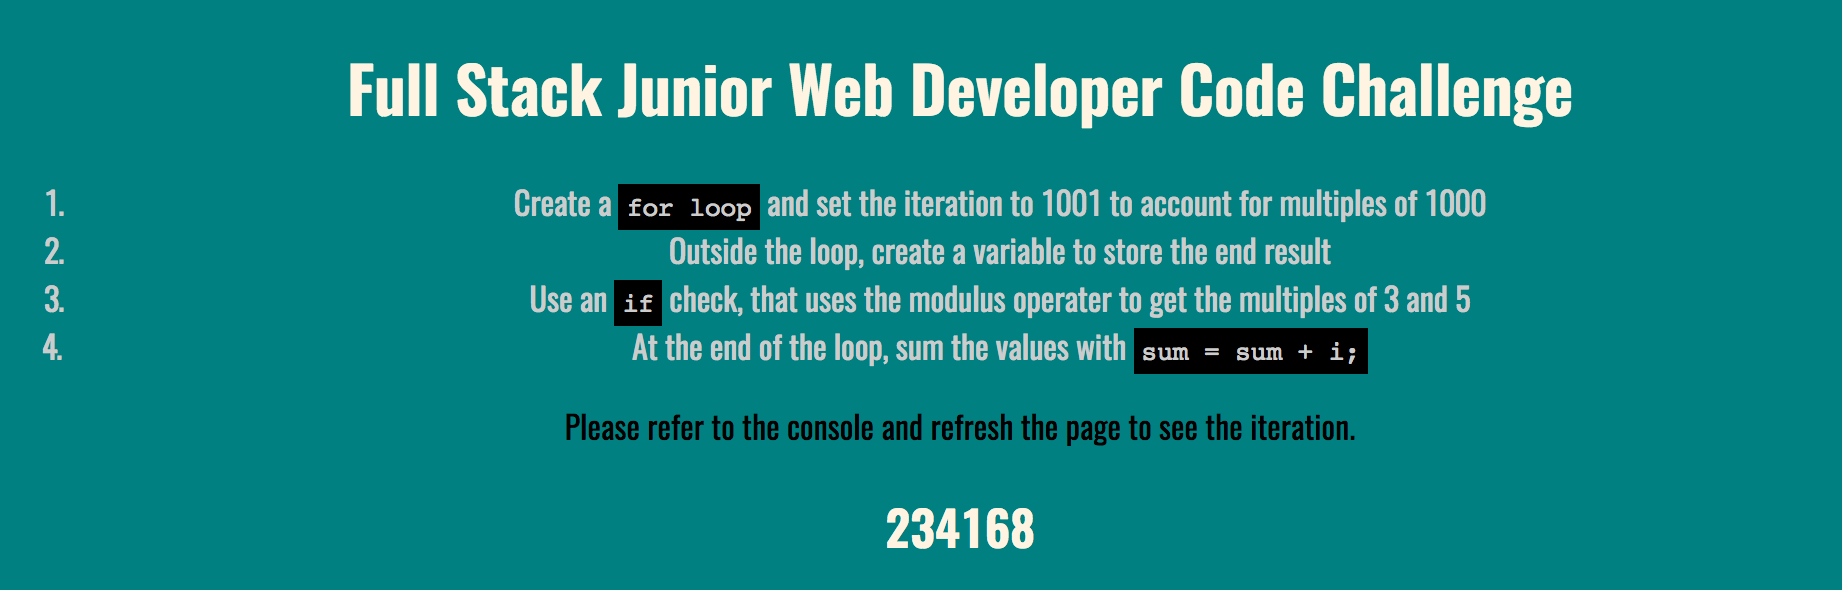 Full Stack Junior Web Developer Code Challenge
1. Create a for loop and set the iteration to 1001 to account for multiples of 1000
2. Outside the loop, create a variable to store the end result
3. Use an if check, that uses the modulus operater to get the multiples of 3 and 5
4. At the end of the loop, sum the values with sum = sum + i;
Please refer to the console and refresh the page to see the iteration.
234168